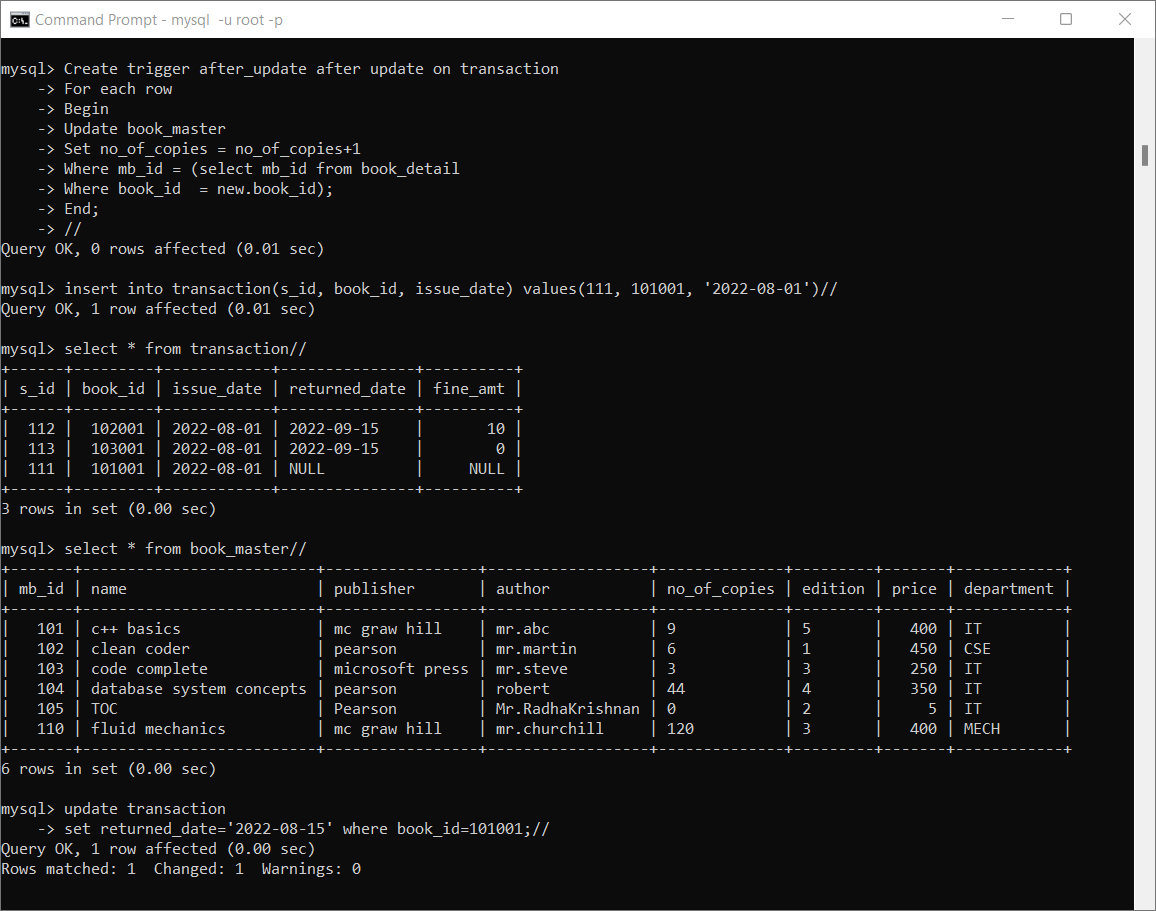 Command Prompt - mysql  -u root -p
mysql> Create trigger after_update after update on transaction
    -> For each row
    -> Begin
    -> Update book_master
    -> Set no_of_copies = no_of_copies+1
    -> Where mb_id = (select mb_id from book_detail
    -> Where book_id  = new.book_id);
    -> End;
    -> //
Query OK, 0 rows affected (0.01 sec)
mysql> insert into transaction(s_id, book_id, issue_date) values(111, 101001, '2022-08-01')//
Query OK, 1 row affected (0.01 sec)
mysql> select * from transaction//
+------+---------+------------+---------------+----------+
| s_id | book_id | issue_date | returned_date | fine_amt |
+------+---------+------------+---------------+----------+
|  112 |  102001 | 2022-08-01 | 2022-09-15    |       10 |
|  113 |  103001 | 2022-08-01 | 2022-09-15    |        0 |
|  111 |  101001 | 2022-08-01 | NULL          |     NULL |
+------+---------+------------+---------------+----------+
3 rows in set (0.00 sec)
mysql> select * from book_master//
+-------+--------------------------+-----------------+------------------+--------------+---------+-------+------------+
| mb_id | name                     | publisher       | author           | no_of_copies | edition | price | department |
+-------+--------------------------+-----------------+------------------+--------------+---------+-------+------------+
|   101 | c++ basics               | mc graw hill    | mr.abc           | 9            | 5       |   400 | IT         |
|   102 | clean coder              | pearson         | mr.martin        | 6            | 1       |   450 | CSE        |
|   103 | code complete            | microsoft press | mr.steve         | 3            | 3       |   250 | IT         |
|   104 | database system concepts | pearson         | robert           | 44           | 4       |   350 | IT         |
|   105 | TOC                      | Pearson         | Mr.RadhaKrishnan | 0            | 2       |     5 | IT         |
|   110 | fluid mechanics          | mc graw hill    | mr.churchill     | 120          | 3       |   400 | MECH       |
+-------+--------------------------+-----------------+------------------+--------------+---------+-------+------------+
6 rows in set (0.00 sec)
mysql> update transaction
    -> set returned_date='2022-08-15' where book_id=101001;//
Query OK, 1 row affected (0.00 sec)
Rows matched: 1  Changed: 1  Warnings: 0